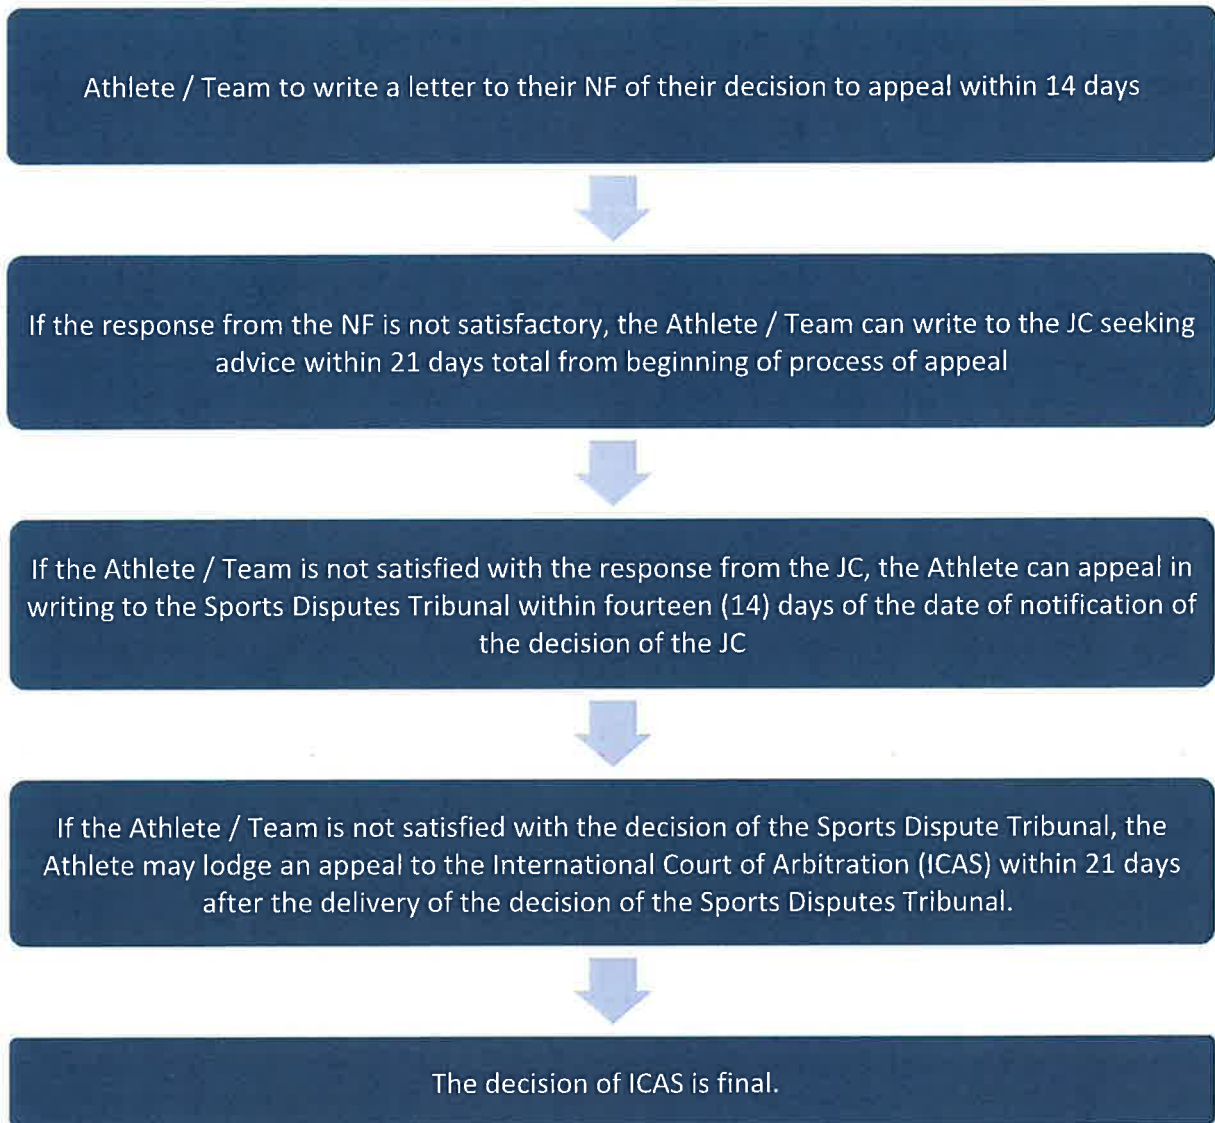 Athlete / Team to write a letter to their NF of their decision to appeal within 14 days
If the response from the NF is not satisfactory, the Athlete / Team can write to the JC seeking
advice within 21 days total from beginning of process of appeal
If the Athlete / Team is not satisfied with the response from the JC, the Athlete can appeal in
writing to the Sports Disputes Tribunal within fourteen (14) days of the date of notification of
the decision of the JC
If the Athlete / Team is not satisfied with the decision of the Sports Dispute Tribunal, the
Athlete may lodge an appeal to the International Court of Arbitration (ICAS) within 21 days
after the delivery of the decision of the Sports Disputes Tribunal.
The decision of ICAS is final.